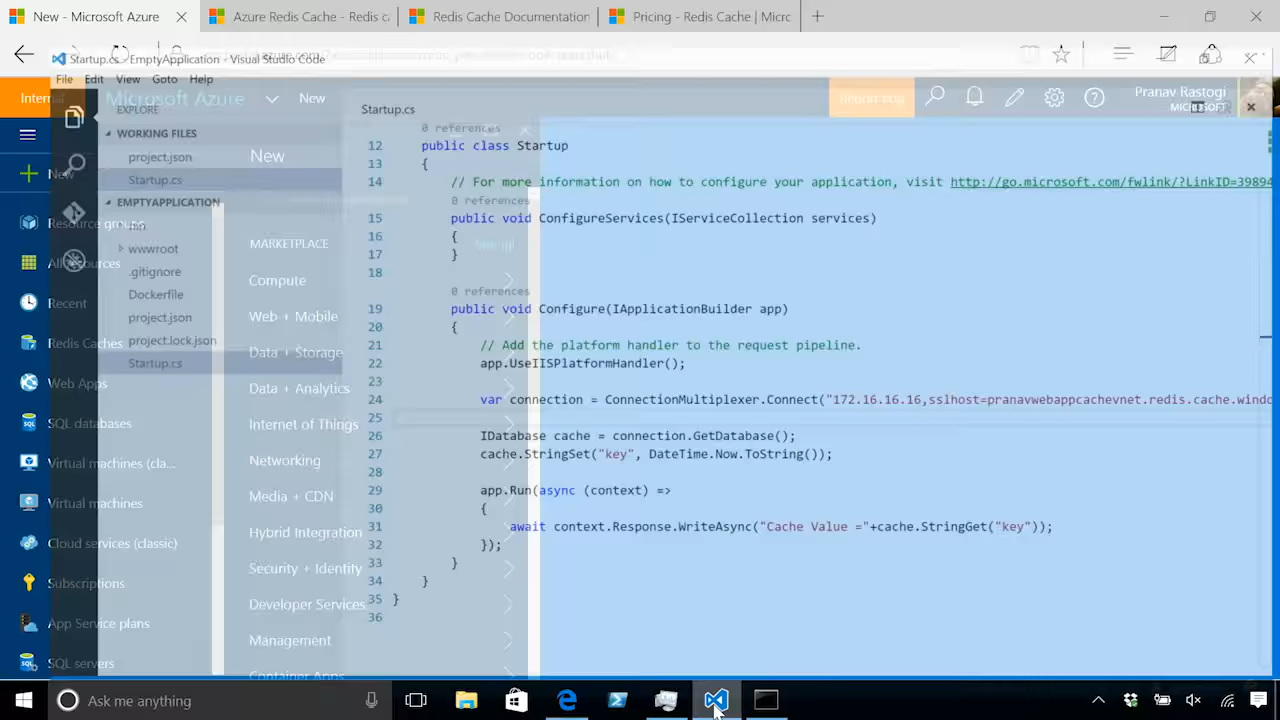 New - Microsoft Azure
Azure Redis Cache - Redis ca
Redis Cache Documentation
Pricing - Redis Cache | Micrc
Startup.cs - EmptyApplication - Visual Studio Code
File Edit View Goto Help
Microsoft Azure
New
Pranav Rastogi
MICROSOFT
EXPLORE
WORKING FILES
project.json
Startup.cs
EMPTYAPPLICATION
wwwroot
.gitignore
Dockerfile
project.json
project.lock.json
Startup.cs
New
Resource groups
All resources
Recent
Redis Caches
Web Apps
SQL databases
Virtual machines (cla...
Virtual machines
Cloud services (classic)
Subscriptions
App Service plans
SQL servers
New
MARKETPLACE
Compute
Web + Mobile
Data + Storage
Data + Analytics
Internet of Things
Networking
Media + CDN
Hybrid Integration
Security + Identity
Developer Services
Management
Container Apps
Startup.cs
0 references
12 public class Startup
13 {
14 // For more information on how to configure your application, visit http://go.microsoft.com/fwlink/?LinkID=39894
0 references
15 public void ConfigureServices(IServiceCollection services)
16 {
17 }
18
0 references
19 public void Configure(IApplicationBuilder app)
20 {
21 // Add the platform handler to the request pipeline.
22 app.UseIISPlatformHandler();
23
24 var connection = ConnectionMultiplexer.Connect("172.16.16.16,sslhost=pranavwebappcachevnet.redis.cache.windo
25
26 IDatabase cache = connection.GetDatabase();
27 cache.StringSet("key", DateTime.Now.ToString());
28
29 app.Run(async (context) =>
30 {
31 await context.Response.WriteAsync("Cache Value ="+cache.StringGet("key"));
32 });
33 }
34 }
35 }
36
Ask me anything